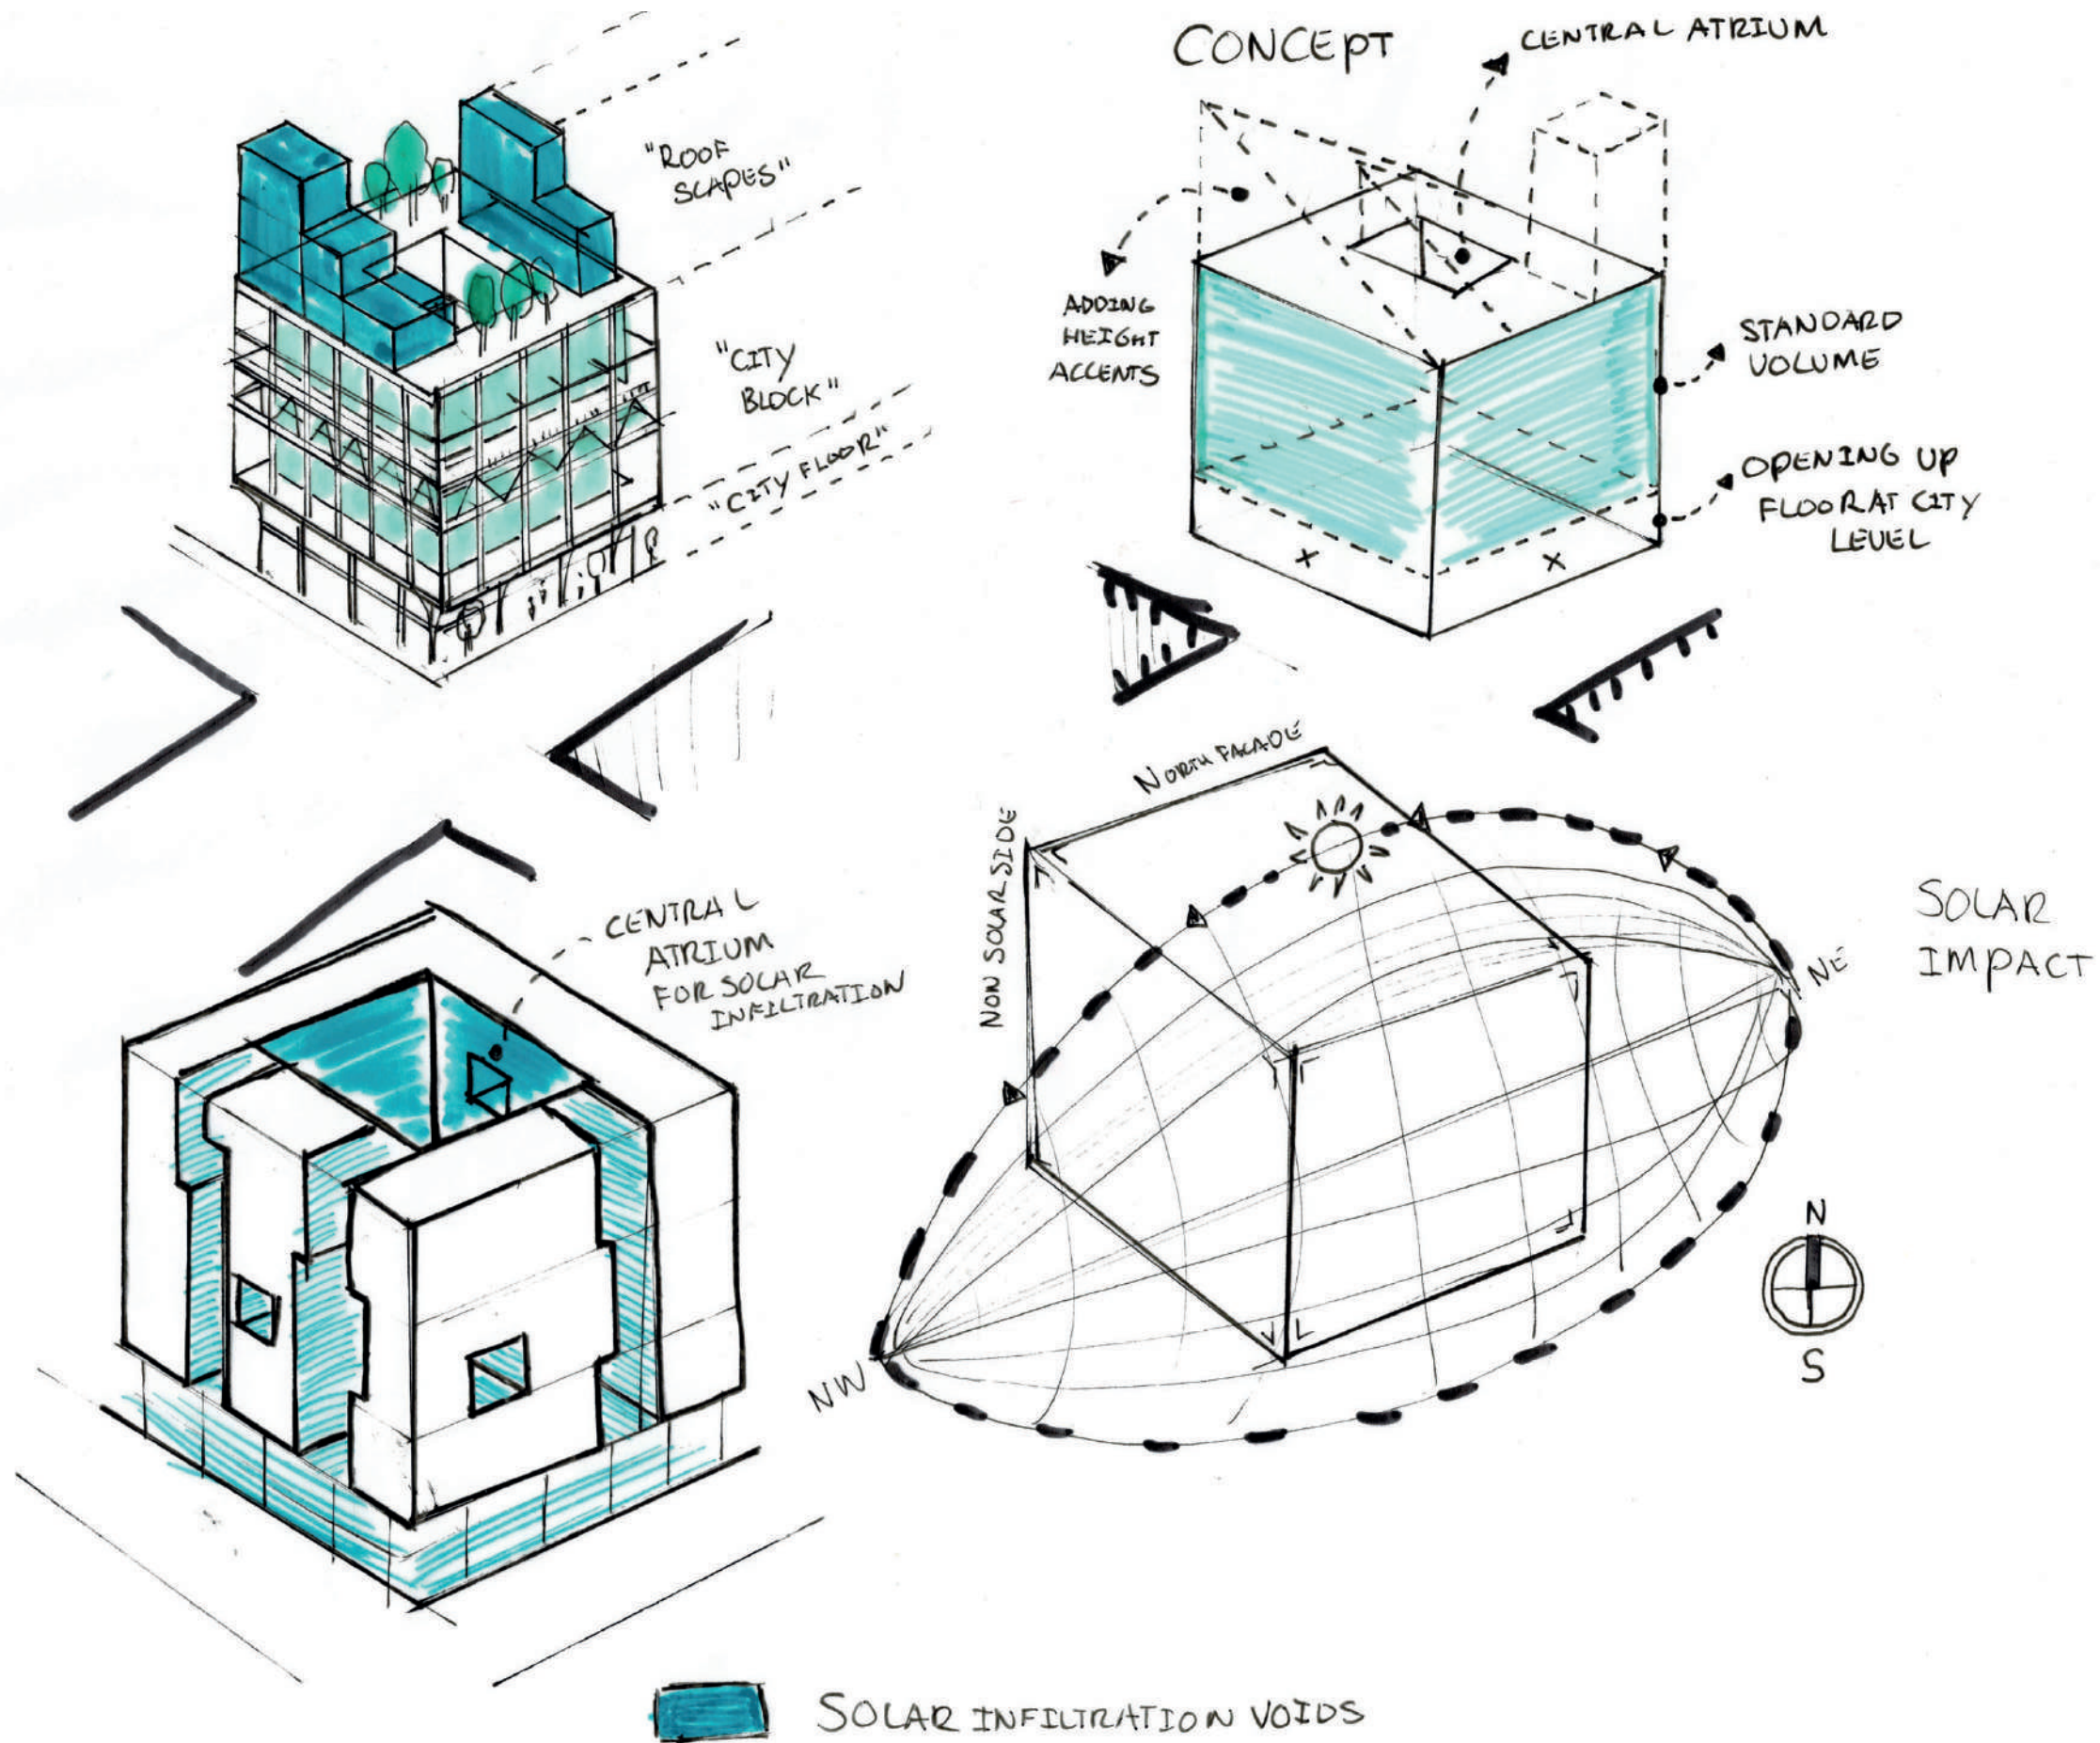 "ROOF
SCAPES"
"CITY
BLOCK"
"CITY FLOOR"
CONCEPT
CENTRAL ATRIUM
ADDING
HEIGHT
ACCENTS
STANDARD
VOLUME
OPENING UP
FLOOR AT CITY
LEVEL
CENTRAL
ATRIUM
FOR SOLAR
INFILTRATION
NORTH FACADE
NON SOLAR SIDE
NE
NW
SOLAR
IMPACT
N
S
SOLAR INFILTRATION VOIDS